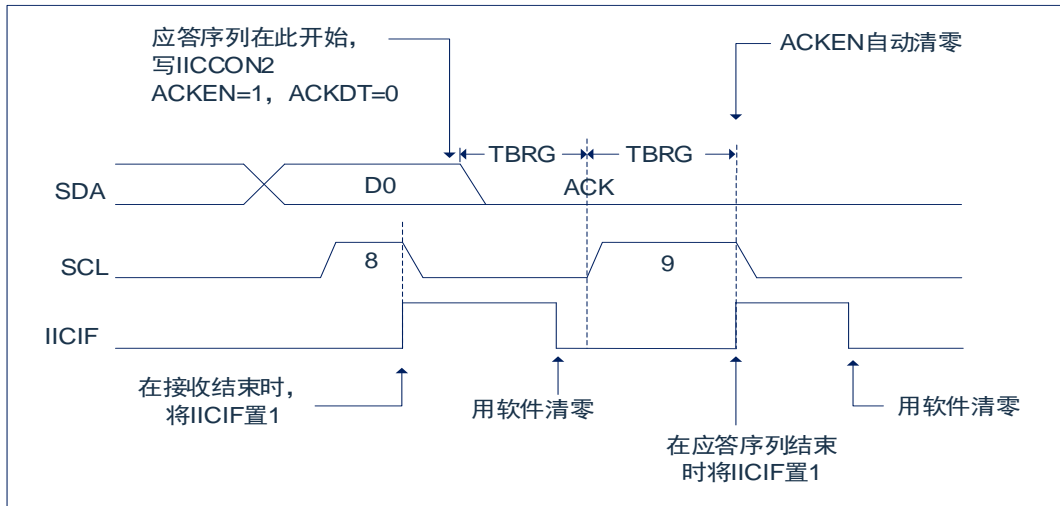 应答序列在此开始，
写IICCON2
ACKEN=1，ACKDT=0
ACKEN自动清零
TBRG
TBRG
SDA
D0
ACK
SCL
8
9
IICIF
在接收结束时，
将IICIF置1
用软件清零
在应答序列结束
时将IICIF置1
用软件清零